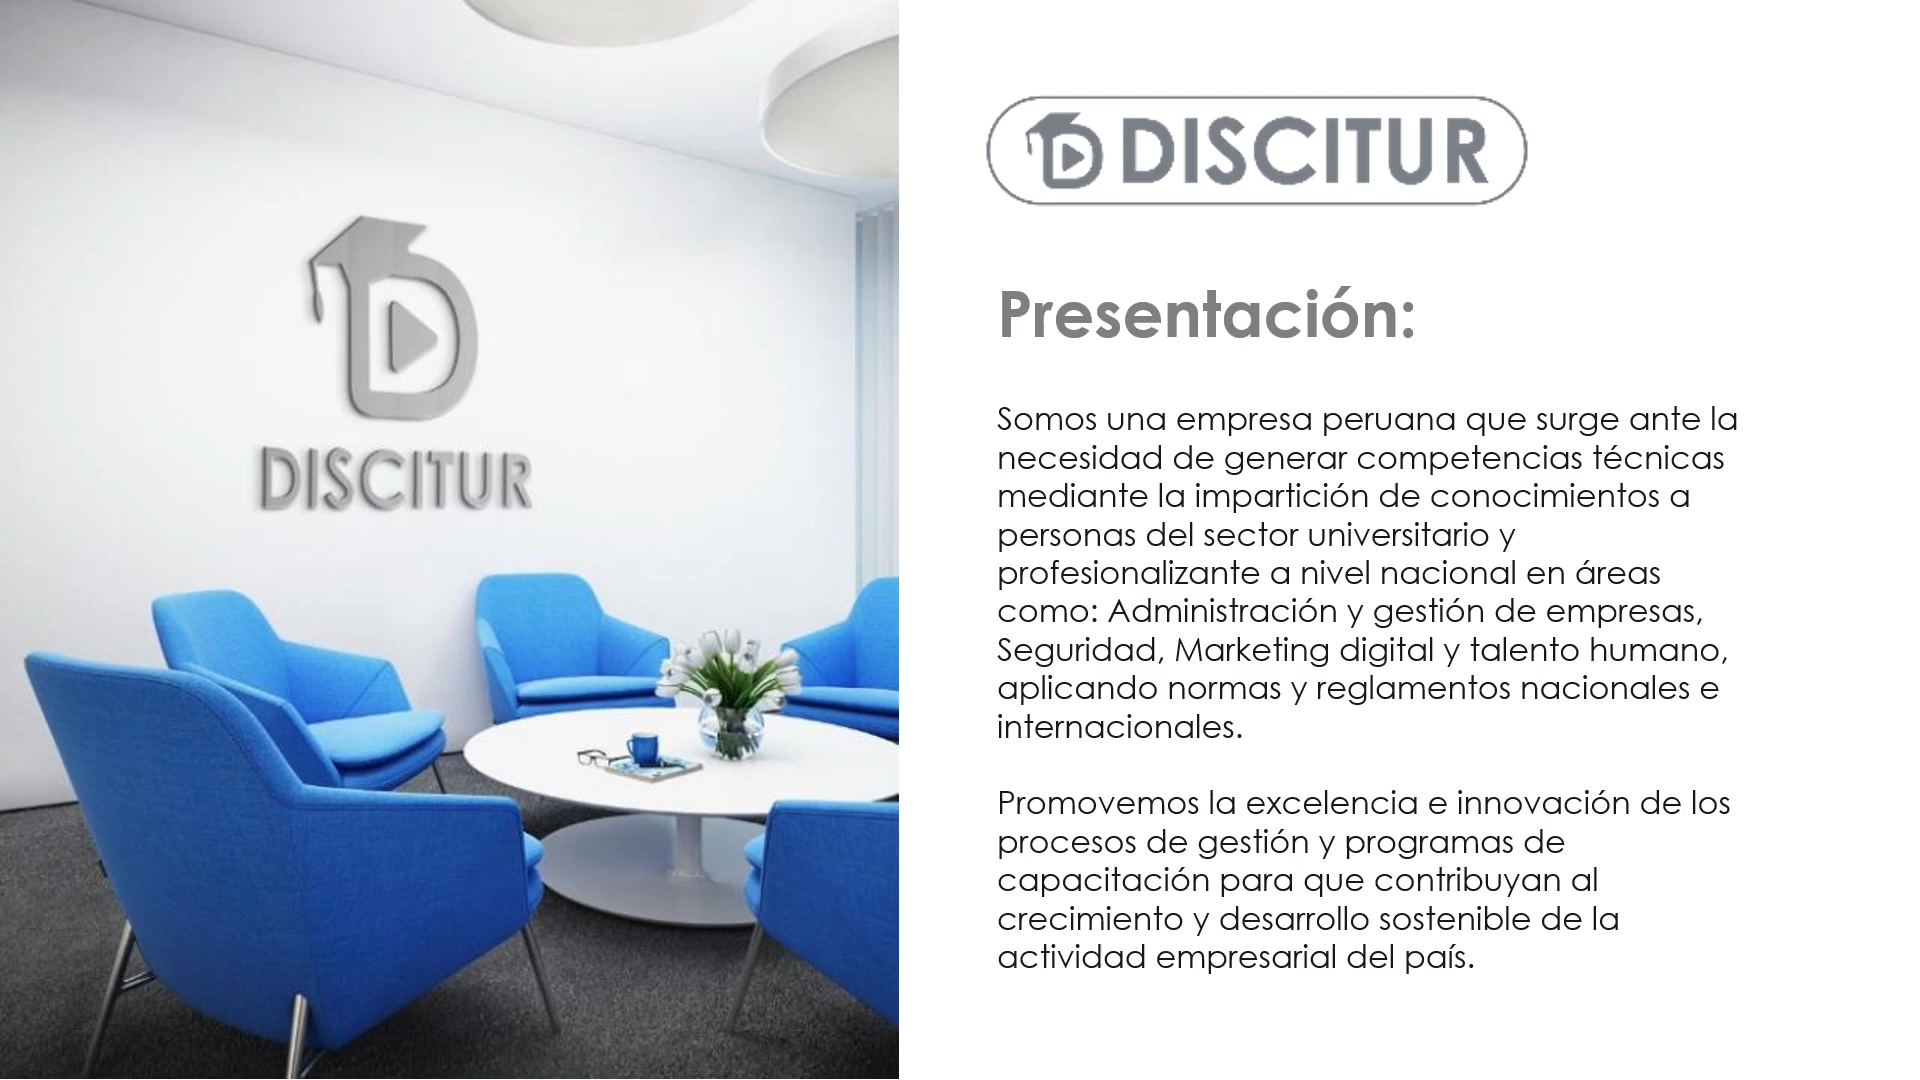 DISCITUR
DISCITUR
Presentación:
Somos una empresa peruana que surge ante la
necesidad de generar competencias técnicas
mediante la impartición de conocimientos a
personas del sector universitario y
profesionalizante a nivel nacional en áreas
como: Administración y gestión de empresas,
Seguridad, Marketing digital y talento humano,
aplicando normas y reglamentos nacionales e
internacionales.
Promovemos la excelencia e innovación de los
procesos de gestión y programas de
capacitación para que contribuyan al
crecimiento y desarrollo sostenible de la
actividad empresarial del país.